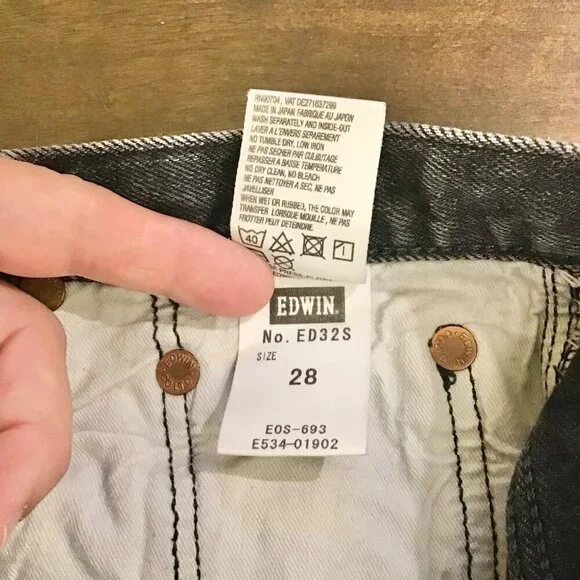 RN90704, VAT DE271637266
MADE IN JAPAN FABRIQUE AU JAPON
WASH SEPARATELY AND INSIDE-OUT
LAVER A L'ENVERS SEPAREMENT
NO TUMBLE DRY, LOW IRON
NE PAS SECHER PAR CULBUTAGE
REPASSER A BASSE TEMPERATURE
NO DRY CLEAN, NO BLEACH
NE PAS NETTOYER A SEC, NE PAS
JAVELLISER
WHEN WET OR RUBBED, THE COLOR MAY
TRANSFER LORSQUE MOUILLE, NE PAS
FROTTER PEUT DETEINDRE.
40
EDWIN
No. ED32S
SIZE
28
EOS-693
E534-01902
EDWIN
EDWIN